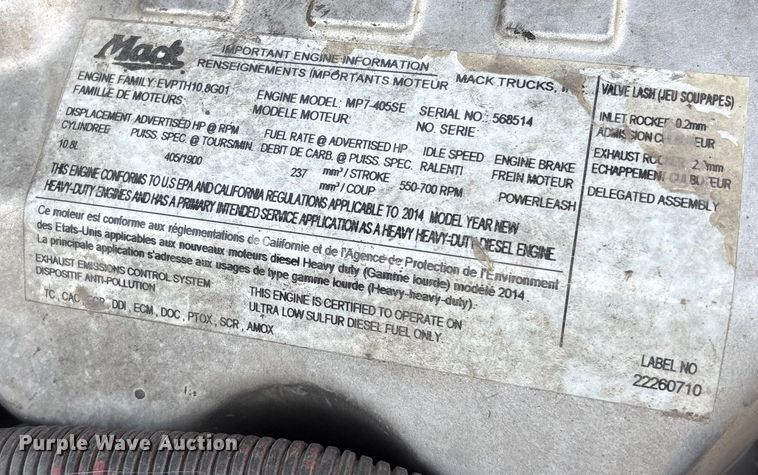 Mack
IMPORTANT ENGINE INFORMATION
RENSEIGNEMENTS IMPORTANTS MOTEUR
MACK TRUCKS,
ENGINE FAMILY: EVPTH10.8G01
FAMILLE DE MOTEURS
ENGINE MODEL: MP7-405SE
MODELE MOTEUR:
SERIAL NO: 568514
NO. SERIE:
DISPLACEMENT
CYLINDREE
10.8L
ADVERTISED HP @ RPM
PUISS. SPEC. @ TOURS/MIN.
405/1900
FUEL RATE @ ADVERTISED HP
DEBIT DE CARB. @ PUISS. SPEC.
237 mm³ / STROKE
mm³ / COUP
IDLE SPEED
RALENTI
550-700 RPM
ENGINE BRAKE
FREIN MOTEUR
POWERLEASH
THIS ENGINE CONFORMS TO U.S EPA AND CALIFORNIA REGULATIONS APPLICABLE TO 2014 MODEL YEAR NEW
HEAVY-DUTY ENGINES AND HAS A PRIMARY INTENDED SERVICE APPLICATION AS A HEAVY HEAVY-DUTY DIESEL ENGINE
Ce moteur est conforme aux réglementations de Californie et de l'Agence de Protection de l'Environment
des Etats-Unis applicables aux nouveaux moteurs diesel Heavy duty (Gamme lourde) modèlé 2014.
La principale application s'adresse aux usages de type gamme lourde (Heavy-heavy-duty).
EXHAUST EMISSIONS CONTROL SYSTEM
DISPOSITIF ANTI-POLLUTION
TC, CAC, EGR, DDI, ECM, DOC, PTOX, SCR, AMOX
THIS ENGINE IS CERTIFIED TO OPERATE ON
ULTRA LOW SULFUR DIESEL FUEL ONLY.
VALVE LASH (JEU SOUPAPES)
INLET ROCKER 0.2mm
ADMISSION
EXHAUST
ECHAPPEMENT
DELEGATED ASSEMBLY
LABEL NO
22260710
Purple Wave Auction